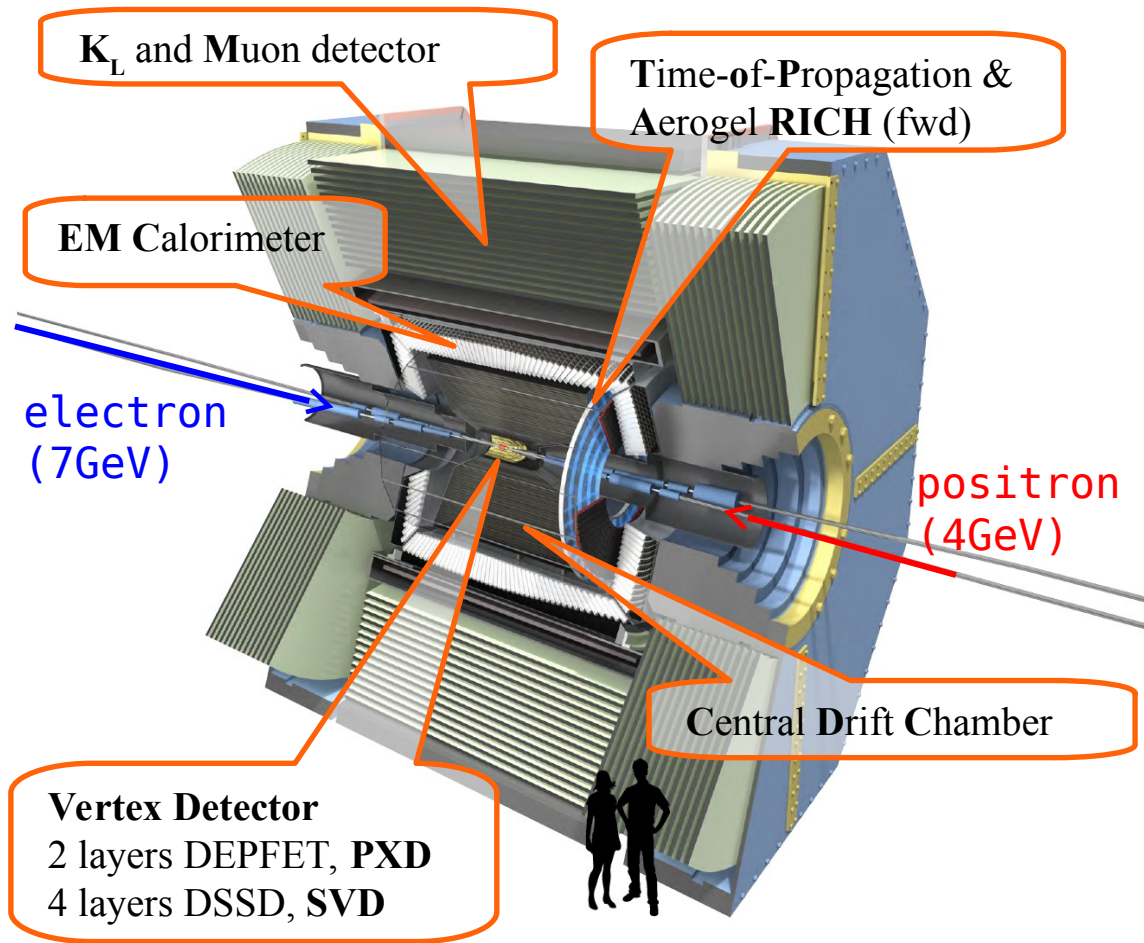 K_L and Muon detector
Time-of-Propagation &
Aerogel RICH (fwd)
EM Calorimeter
electron
(7GeV)
positron
(4GeV)
Central Drift Chamber
Vertex Detector
2 layers DEPFET, PXD
4 layers DSSD, SVD